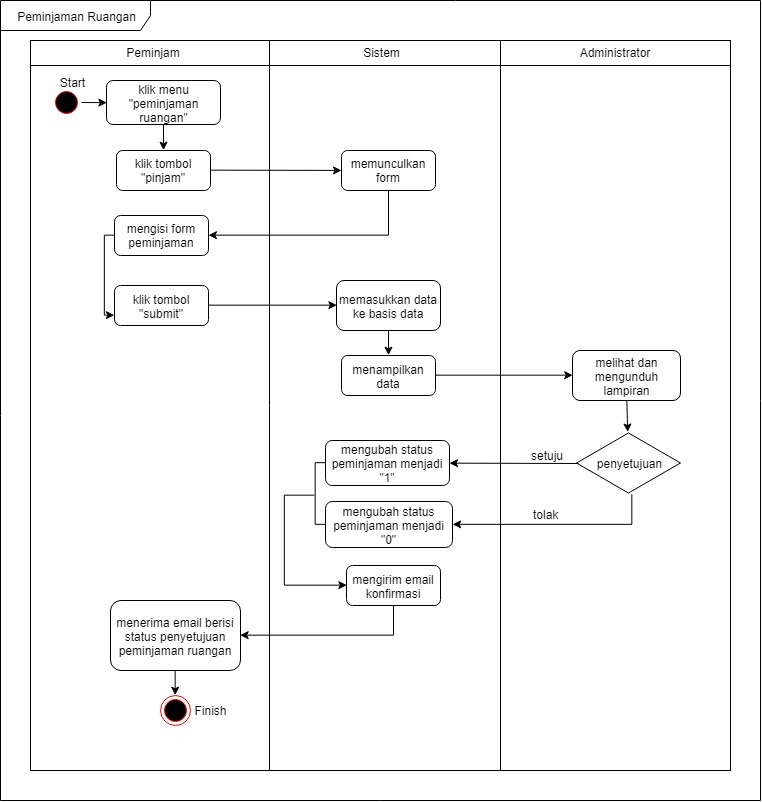 Peminjaman Ruangan
Peminjam
Sistem
Administrator
Start
klik menu
"peminjaman
ruangan"
klik tombol
"pinjam"
memunculkan
form
mengisi form
peminjaman
klik tombol
"submit"
memasukkan data
ke basis data
menampilkan
data
melihat dan
mengunduh
lampiran
penyetujuan
setuju
mengubah status
peminjaman menjadi
"1"
tolak
mengubah status
peminjaman menjadi
"0"
mengirim email
konfirmasi
menerima email berisi
status penyetujuan
peminjaman ruangan
Finish